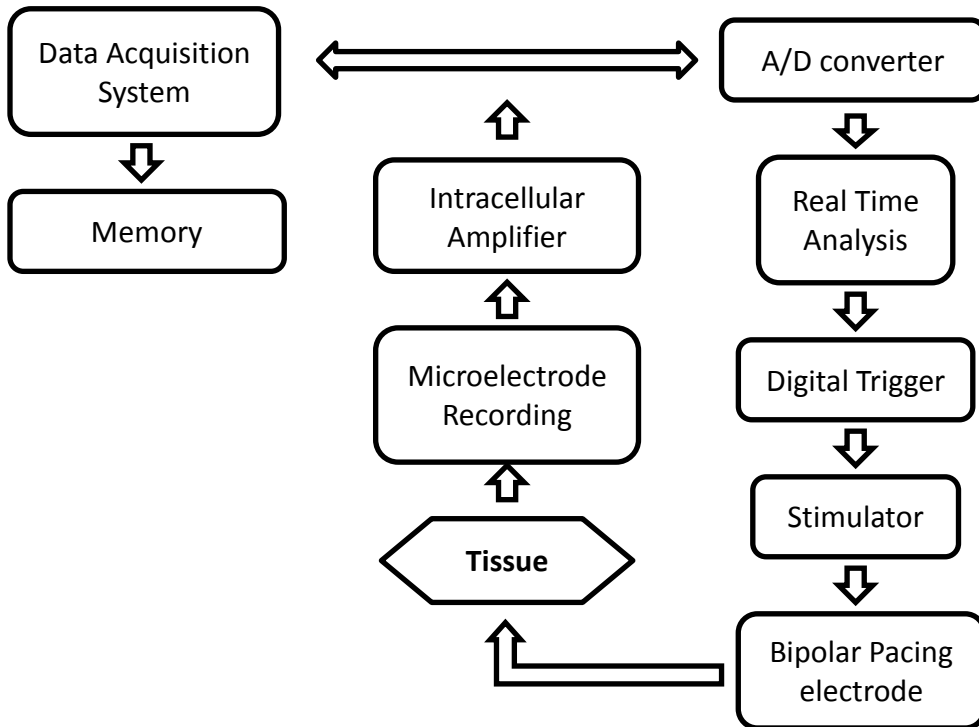 Data Acquisition
System
Memory
Intracellular
Amplifier
Microelectrode
Recording
Tissue
A/D converter
Real Time
Analysis
Digital Trigger
Stimulator
Bipolar Pacing
electrode